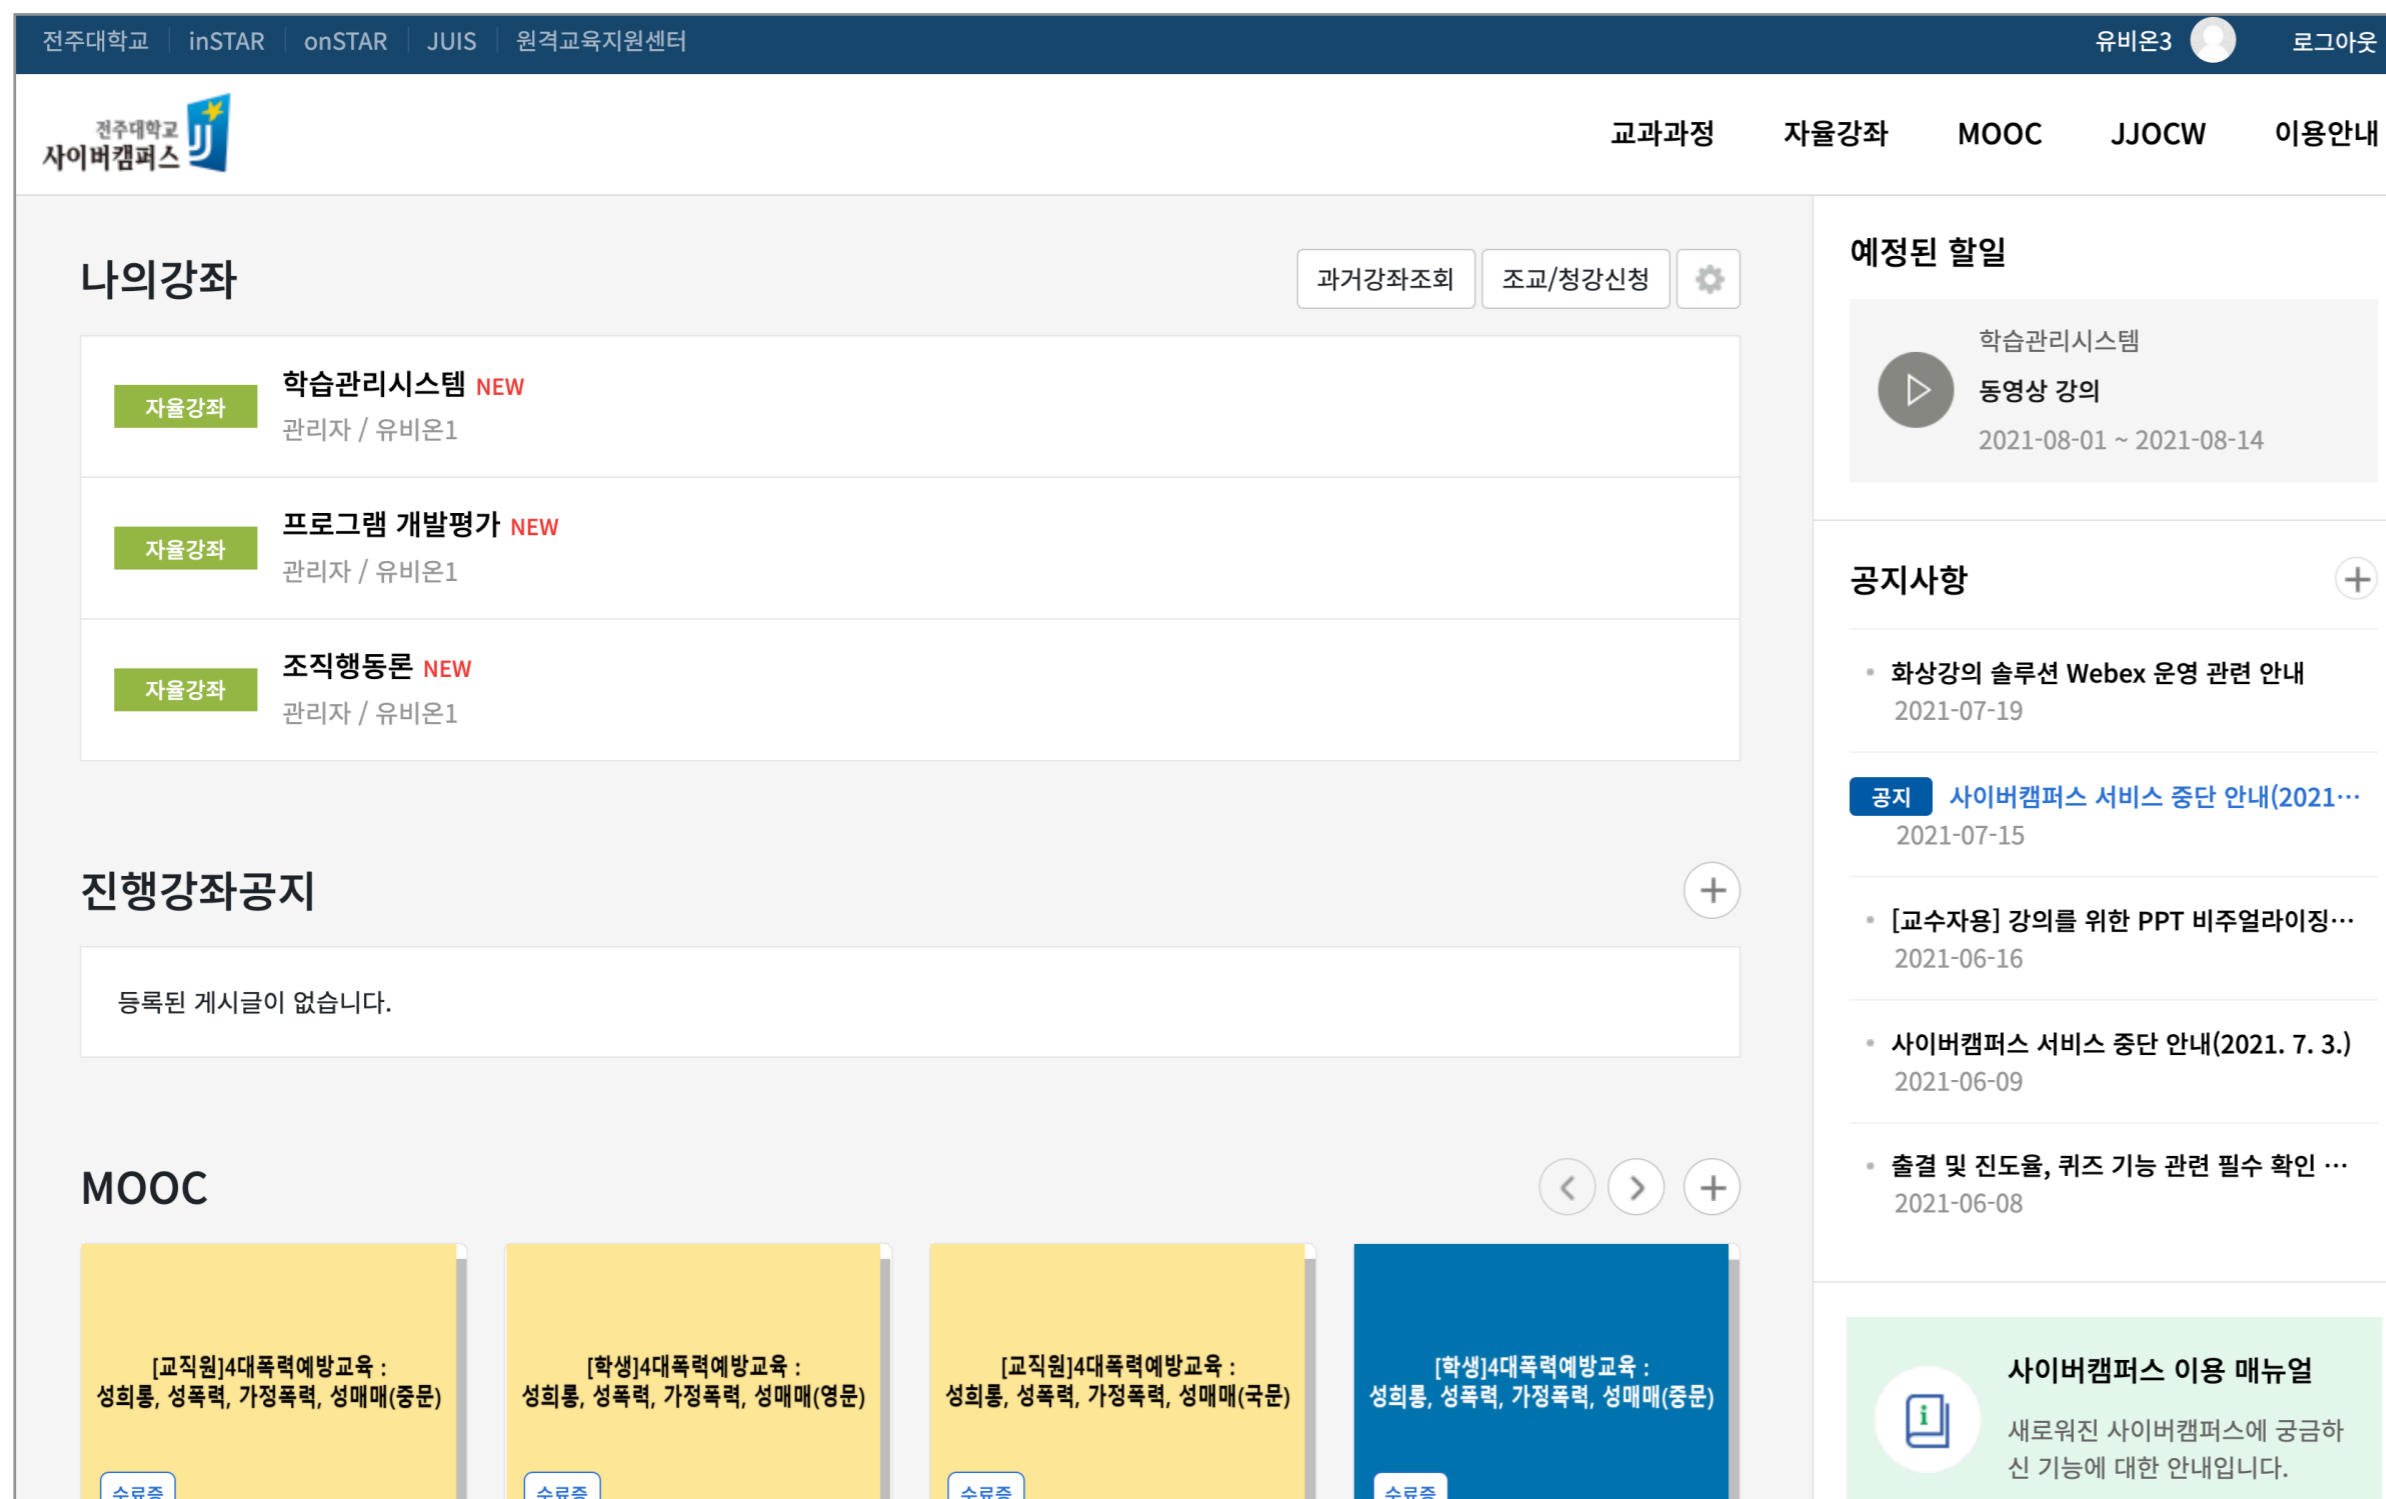 전주대학교 inSTAR onSTAR JUIS 원격교육지원센터 유비온3 로그아웃
전주대학교
사이버캠퍼스
교과과정 자율강좌 MOOC JJOCW 이용안내
나의강좌
과거강좌조회 조교/청강신청
자율강좌
학습관리시스템 NEW
관리자 / 유비온1
자율강좌
프로그램 개발평가 NEW
관리자 / 유비온1
자율강좌
조직행동론 NEW
관리자 / 유비온1
진행강좌공지
등록된 게시글이 없습니다.
MOOC
[교직원]4대폭력예방교육 :
성희롱, 성폭력, 가정폭력, 성매매(중문)
수료증
[학생]4대폭력예방교육 :
성희롱, 성폭력, 가정폭력, 성매매(영문)
수료증
[교직원]4대폭력예방교육 :
성희롱, 성폭력, 가정폭력, 성매매(국문)
수료증
[학생]4대폭력예방교육 :
성희롱, 성폭력, 가정폭력, 성매매(중문)
수료증
예정된 할일
학습관리시스템
동영상 강의
2021-08-01 ~ 2021-08-14
공지사항
화상강의 솔루션 Webex 운영 관련 안내
2021-07-19
공지 사이버캠퍼스 서비스 중단 안내(2021…
2021-07-15
[교수자용] 강의를 위한 PPT 비주얼라이징…
2021-06-16
사이버캠퍼스 서비스 중단 안내(2021. 7. 3.)
2021-06-09
출결 및 진도율, 퀴즈 기능 관련 필수 확인 …
2021-06-08
사이버캠퍼스 이용 매뉴얼
새로워진 사이버캠퍼스에 궁금하
신 기능에 대한 안내입니다.